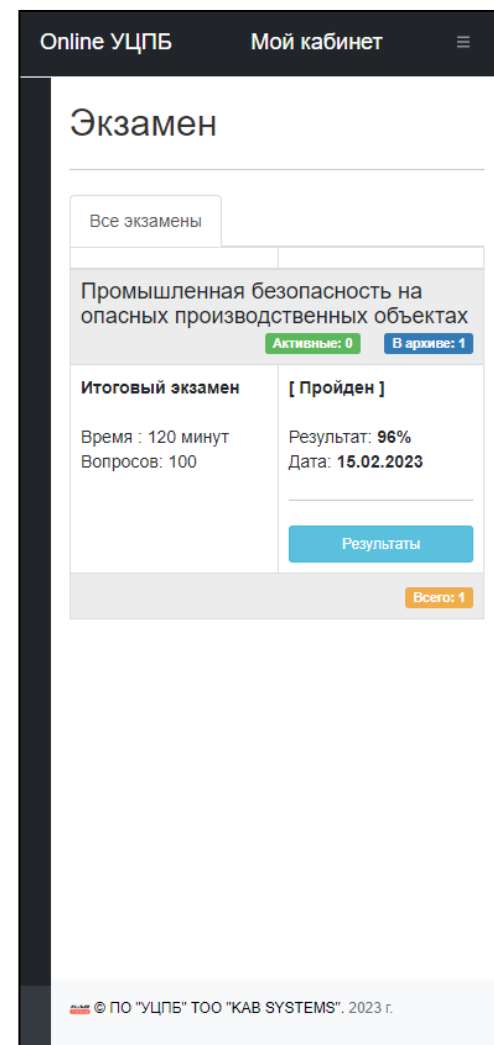 Online УЦПБ Мой кабинет
Экзамен
Все экзамены
Промышленная безопасность на
опасных производственных объектах
Активные: 0 В архиве: 1
Итоговый экзамен
Время : 120 минут
Вопросов: 100
[ Пройден ]
Результат: 96%
Дата: 15.02.2023
Результаты
Всего: 1
© ПО "УЦПБ" ТОО "KAB SYSTEMS". 2023 г.